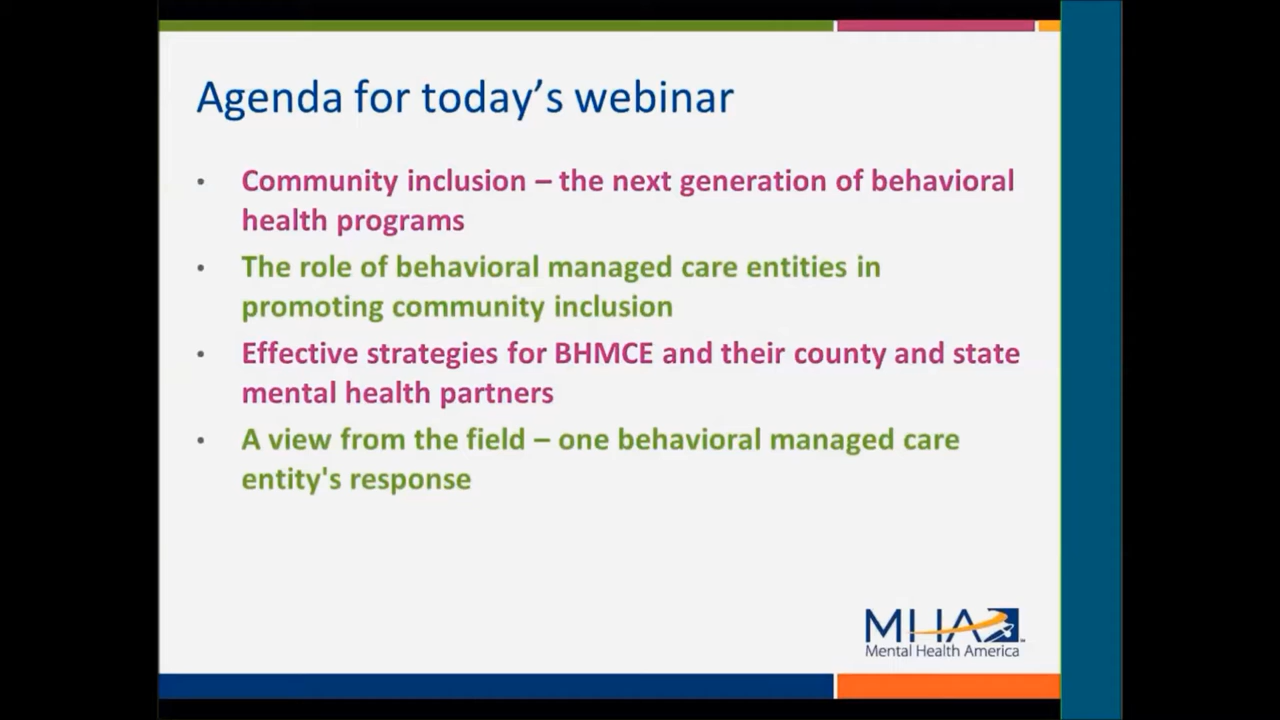 Agenda for today’s webinar
• Community inclusion – the next generation of behavioral
health programs
• The role of behavioral managed care entities in
promoting community inclusion
• Effective strategies for BHMCE and their county and state
mental health partners
• A view from the field – one behavioral managed care
entity's response
MHA
Mental Health America